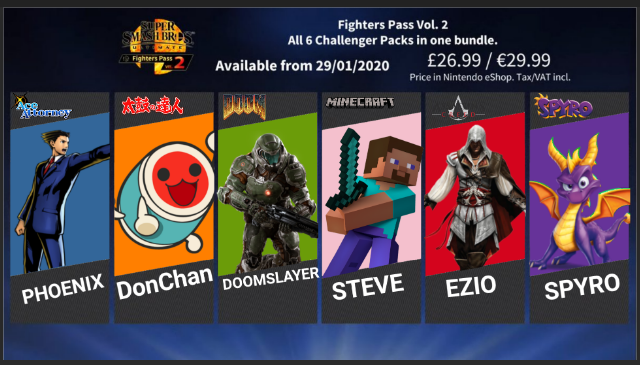 SUPER
SMASH BROS.
ULTIMATE
Fighters Pass
VOL. 2
Fighters Pass Vol. 2
All 6 Challenger Packs in one bundle.
Available from 29/01/2020
£26.99 / €29.99
Price in Nintendo eShop. Tax/VAT incl.
Ace
Attorney
太鼓の達人
DOOM
MINECRAFT
SPYRO
PHOENIX
DonChan
DOOMSLAYER
STEVE
EZIO
SPYRO